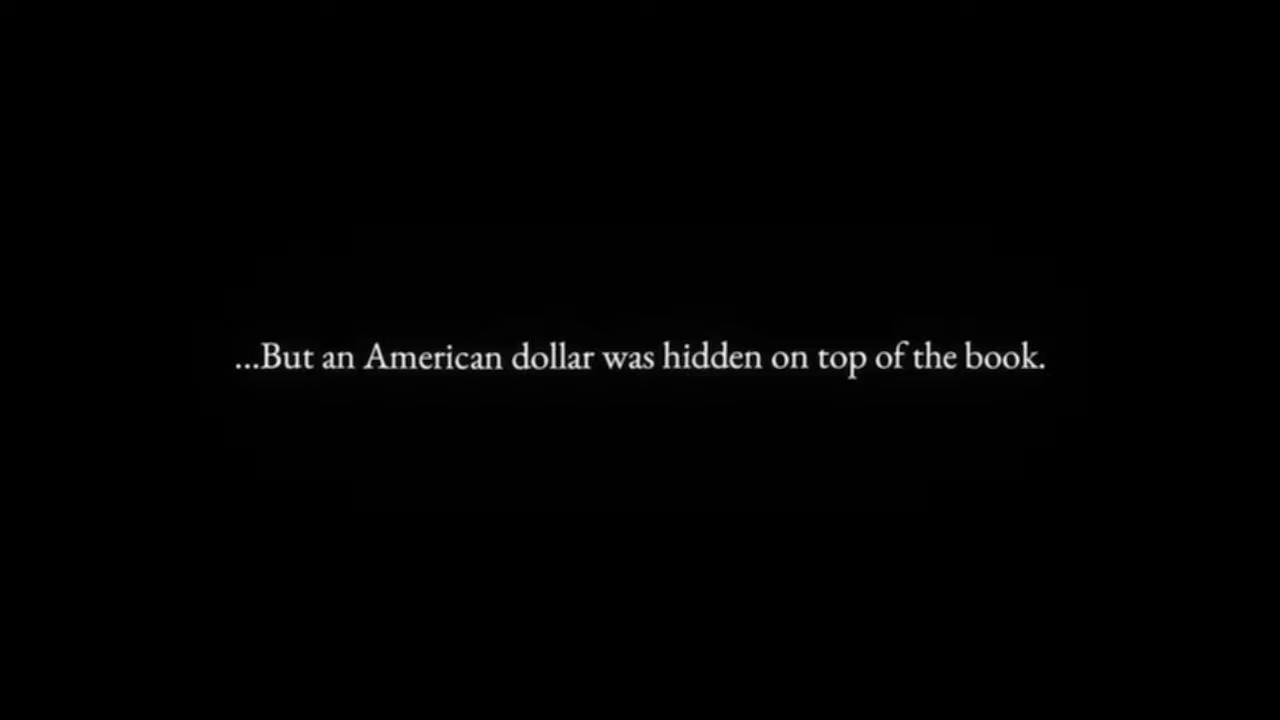 ...But an American dollar was hidden on top of the book.